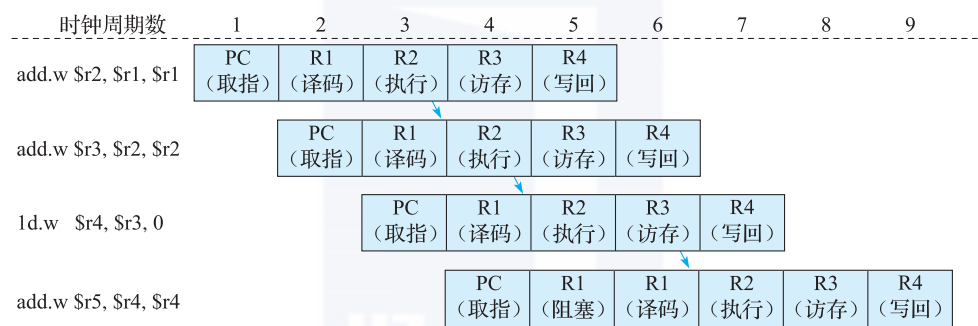 时钟周期数 1 2 3 4 5 6 7 8 9
add.w $r2, $r1, $r1
PC R1 R2 R3 R4
(取指) (译码) (执行) (访存) (写回)
add.w $r3, $r2, $r2
PC R1 R2 R3 R4
(取指) (译码) (执行) (访存) (写回)
1d.w $r4, $r3, 0
PC R1 R2 R3 R4
(取指) (译码) (执行) (访存) (写回)
add.w $r5, $r4, $r4
PC R1 R1 R2 R3 R4
(取指) (阻塞) (译码) (执行) (访存) (写回)